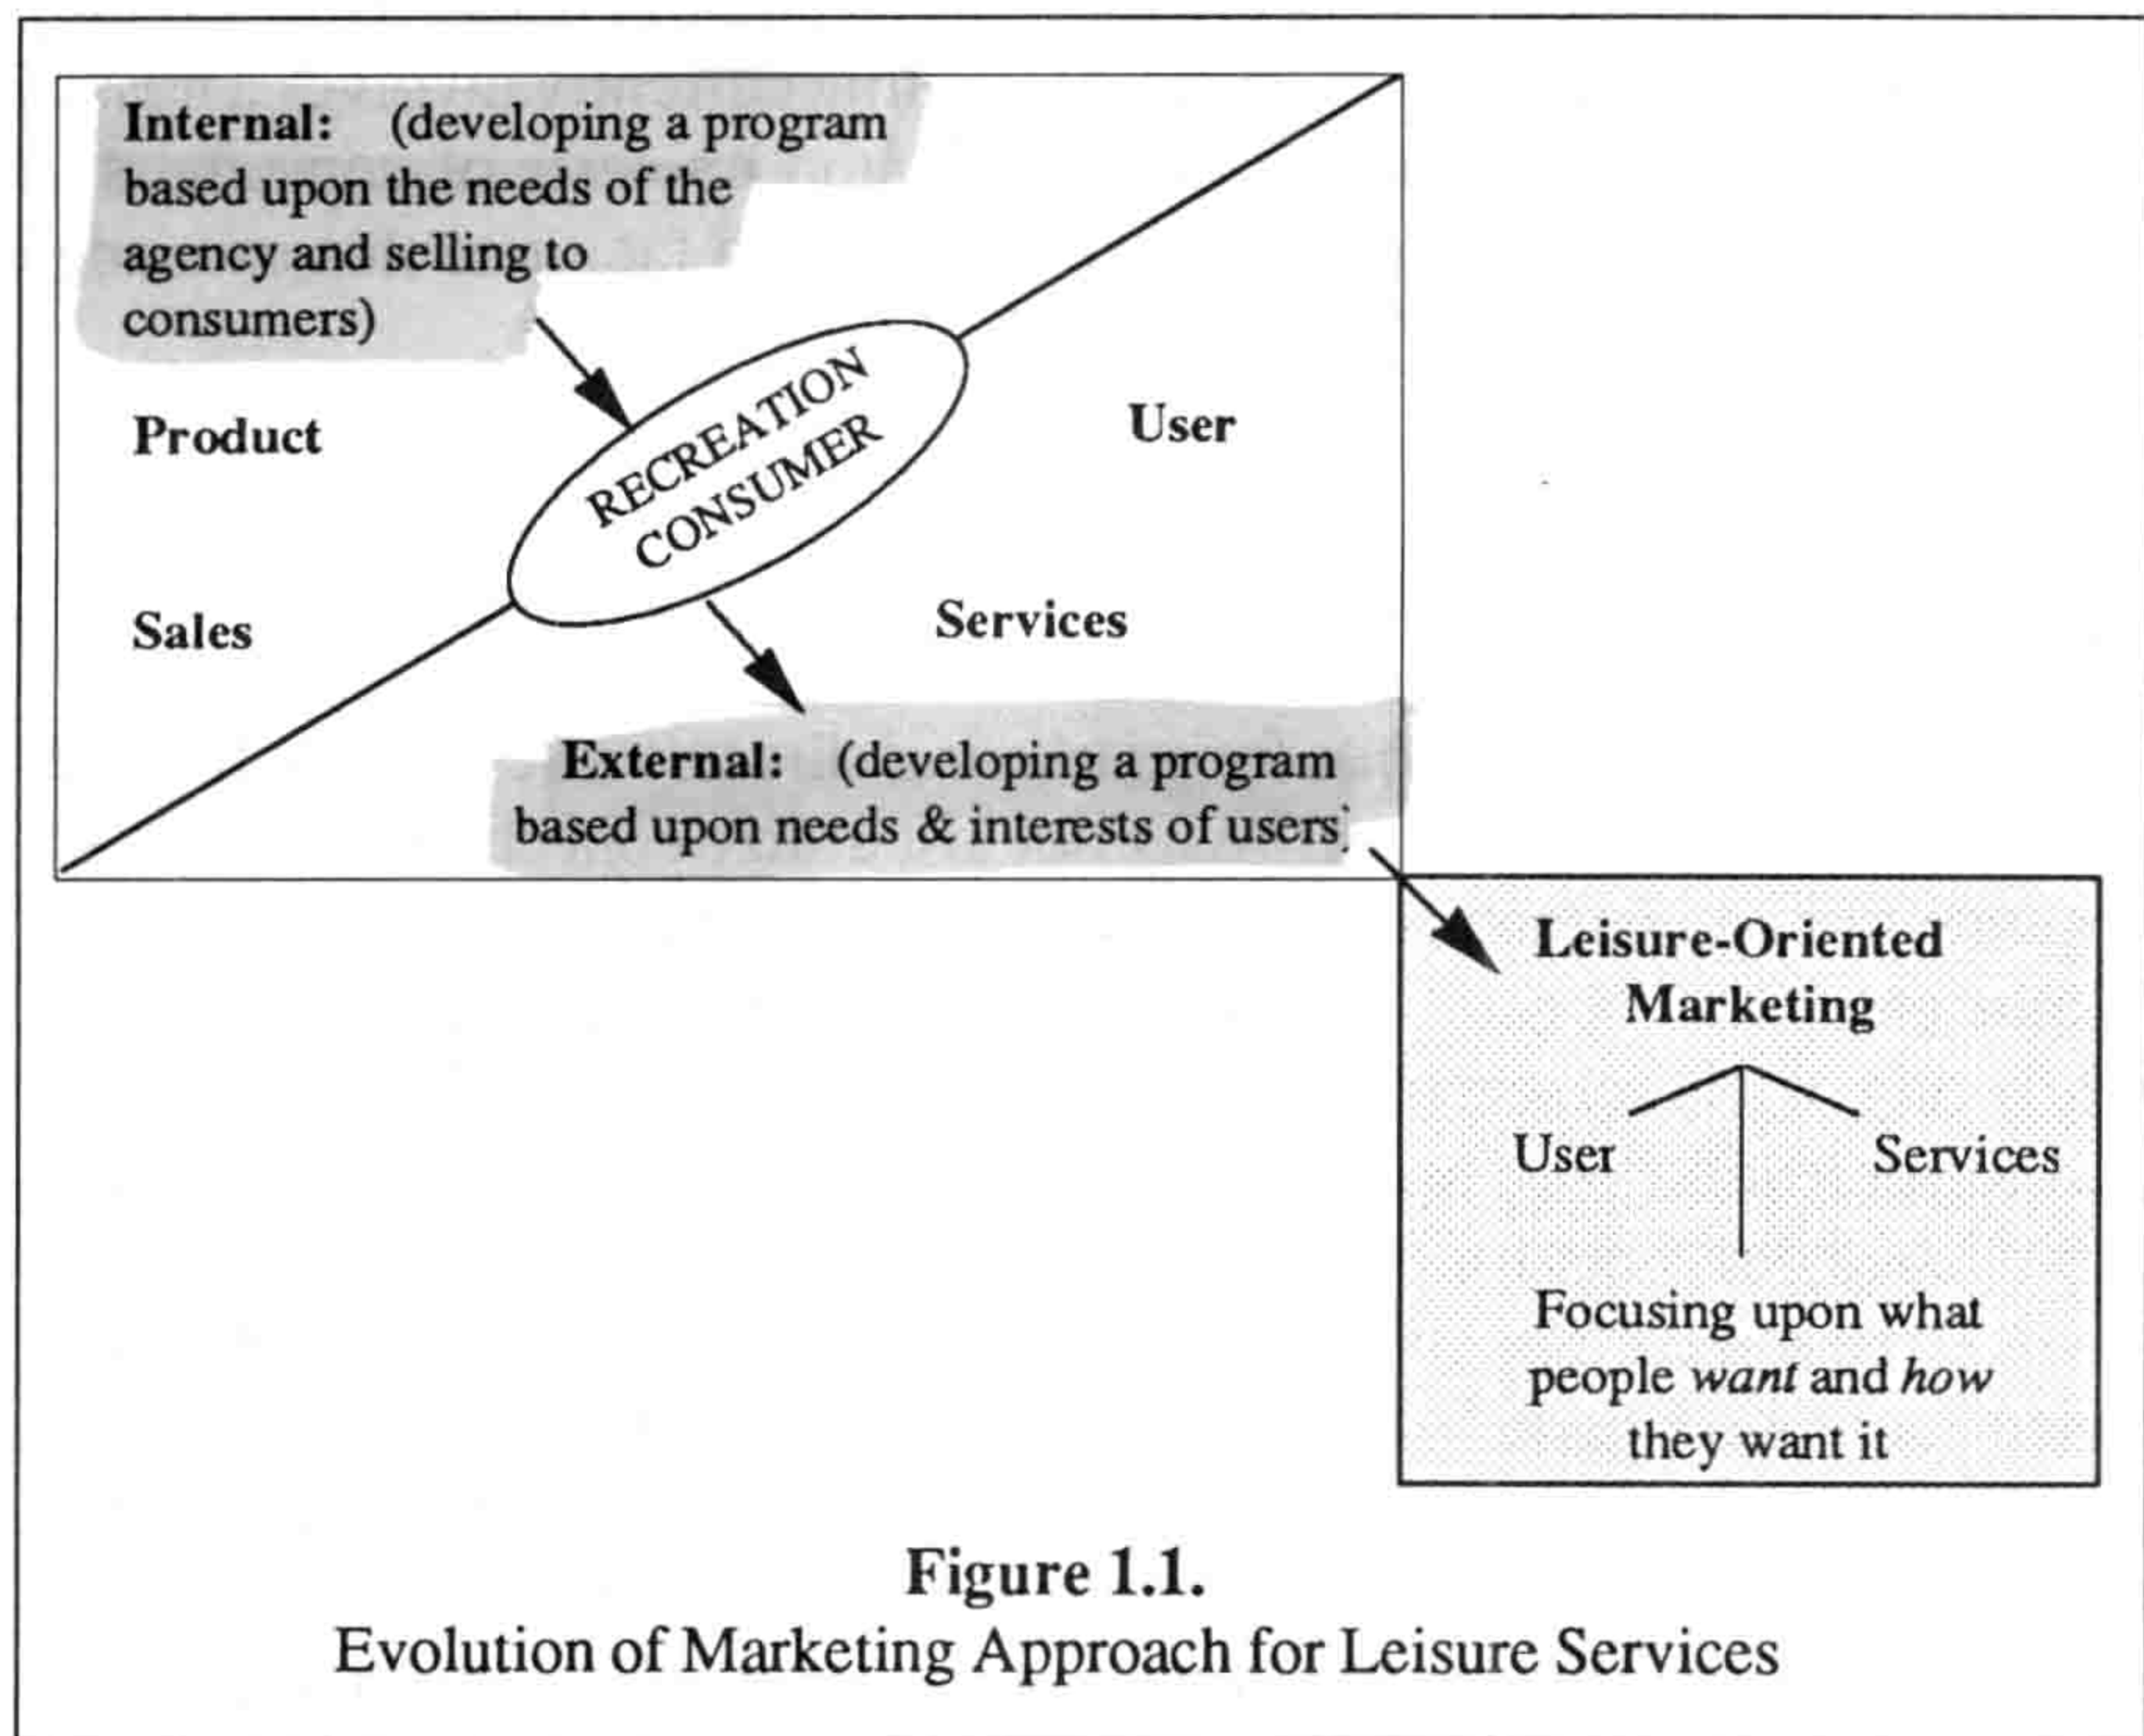 Internal: (developing a program
based upon the needs of the
agency and selling to
consumers)
RECREATION
CONSUMER
Product
User
Sales
Services
External: (developing a program
based upon needs & interests of users)
Leisure-Oriented
Marketing
User
Services
Focusing upon what
people want and how
they want it
Figure 1.1.
Evolution of Marketing Approach for Leisure Services